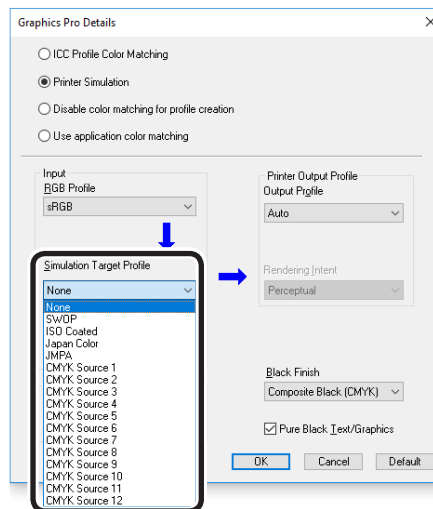 Graphics Pro Details
ICC Profile Color Matching
Printer Simulation
Disable color matching for profile creation
Use application color matching
Input
RGB Profile
sRGB
Printer Output Profile
Output Profile
Auto
Simulation Target Profile
None
Rendering Intent
Perceptual
None
SWOP
ISO Coated
Japan Color
JMPA
CMYK Source 1
CMYK Source 2
CMYK Source 3
CMYK Source 4
CMYK Source 5
CMYK Source 6
CMYK Source 7
CMYK Source 8
CMYK Source 9
CMYK Source 10
CMYK Source 11
CMYK Source 12
Black Finish
Composite Black (CMYK)
Pure Black Text/Graphics
OK Cancel Default